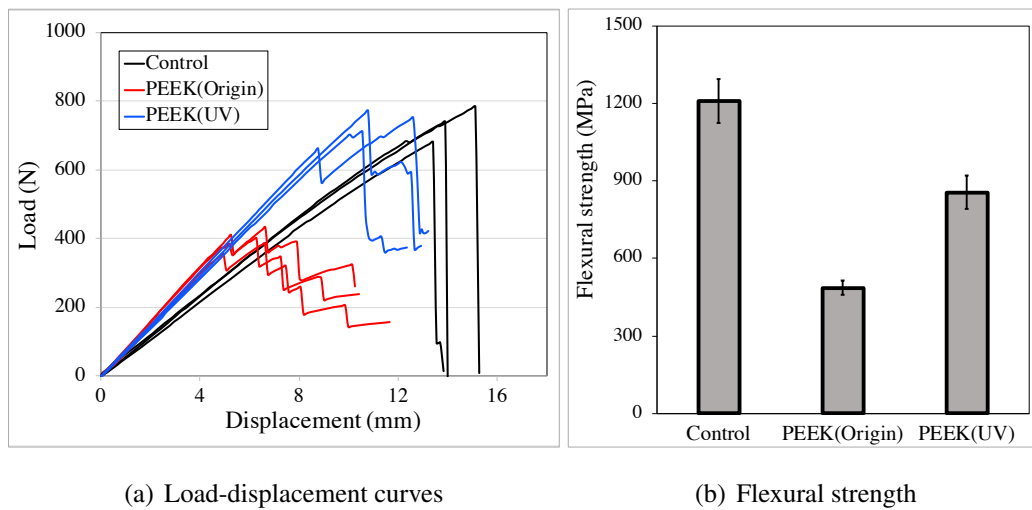 1000
800
600
400
200
0
0 4 8 12 16
Load (N)
Displacement (mm)
Control
PEEK(Origin)
PEEK(UV)
(a) Load-displacement curves
1500
1200
900
600
300
0
Flexural strength (MPa)
Control PEEK(Origin) PEEK(UV)
(b) Flexural strength